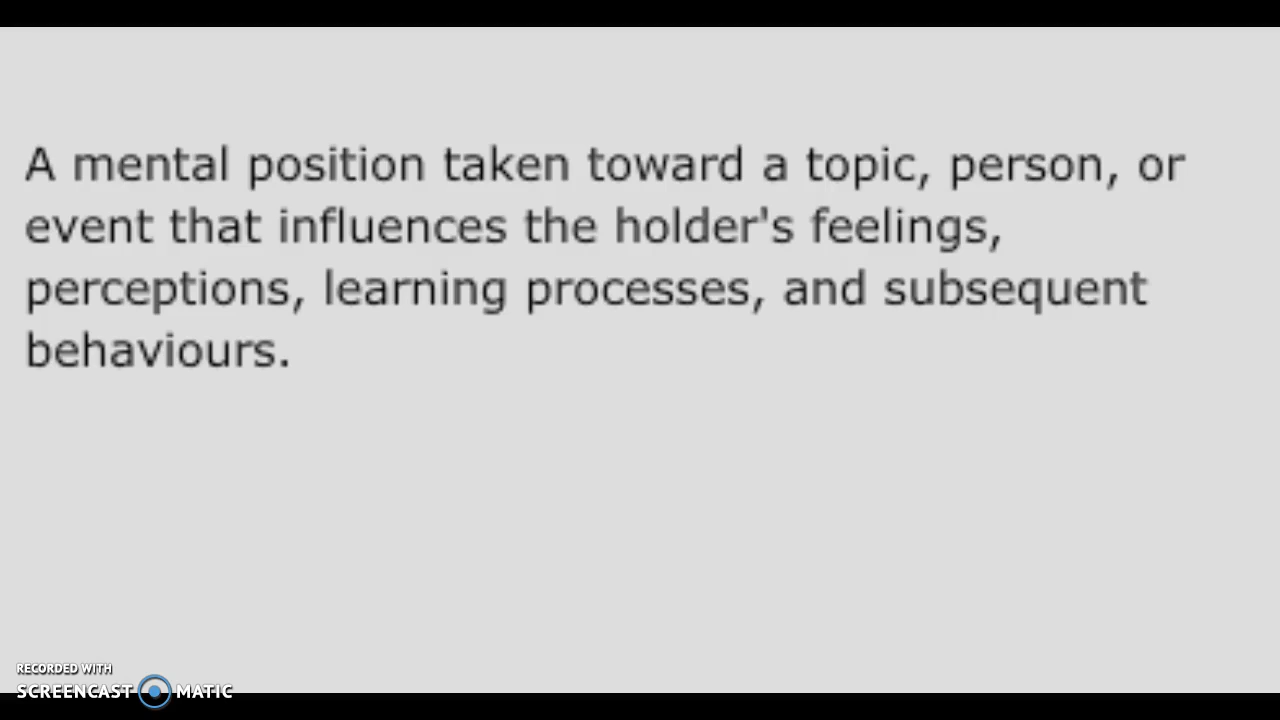 A mental position taken toward a topic, person, or
event that influences the holder's feelings,
perceptions, learning processes, and subsequent
behaviours.
RECORDED WITH
SCREENCAST MATIC